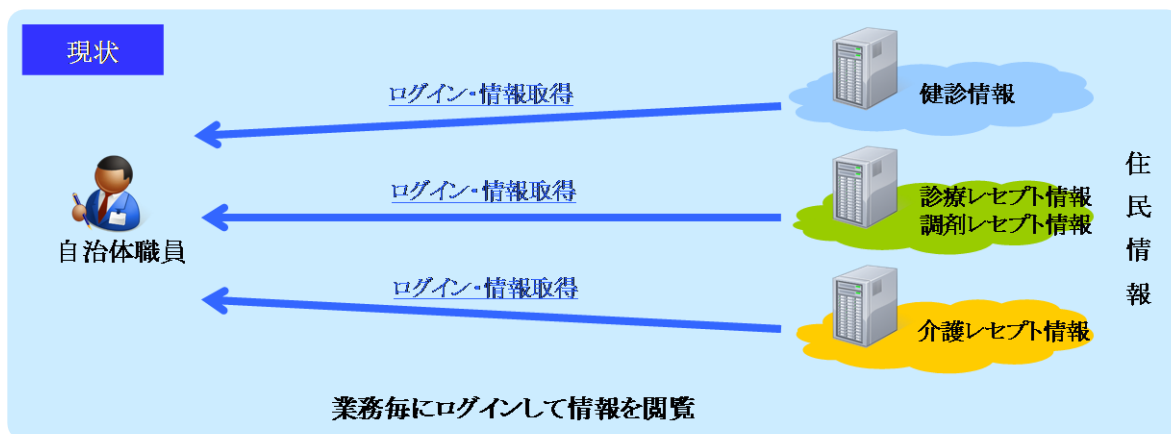 現状
ログイン・情報取得
健診情報
ログイン・情報取得
診療レセプト情報
調剤レセプト情報
自治体職員
ログイン・情報取得
介護レセプト情報
住民情報
業務毎にログインして情報を閲覧